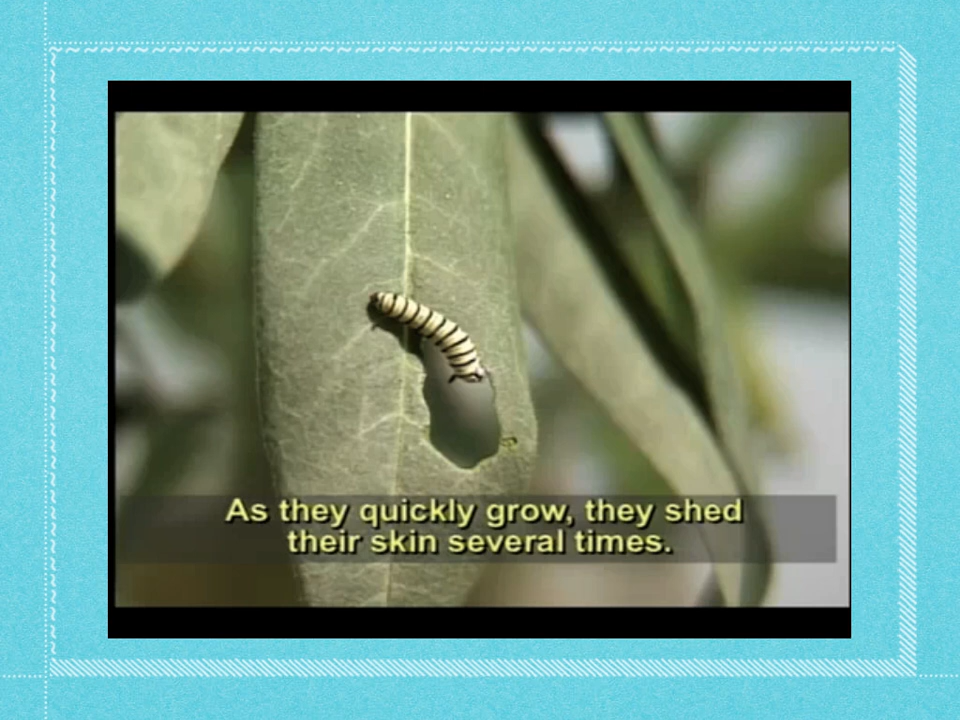 As they quickly grow, they shed
their skin several times.